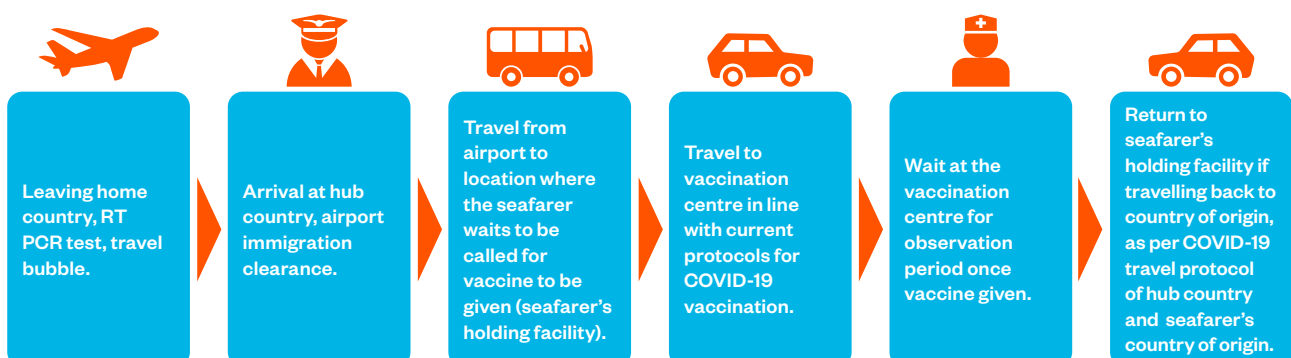 Leaving home
country, RT
PCR test, travel
bubble.
Arrival at hub
country, airport
immigration
clearance.
Travel from
airport to
location where
the seafarer
waits to be
called for
vaccine to be
given (seafarer's
holding facility).
Travel to
vaccination
centre in line
with current
protocols for
COVID-19
vaccination.
Wait at the
vaccination
centre for
observation
period once
vaccine given.
Return to
seafarer's
holding facility if
travelling back to
country of origin,
as per COVID-19
travel protocol
of hub country
and seafarer's
country of origin.